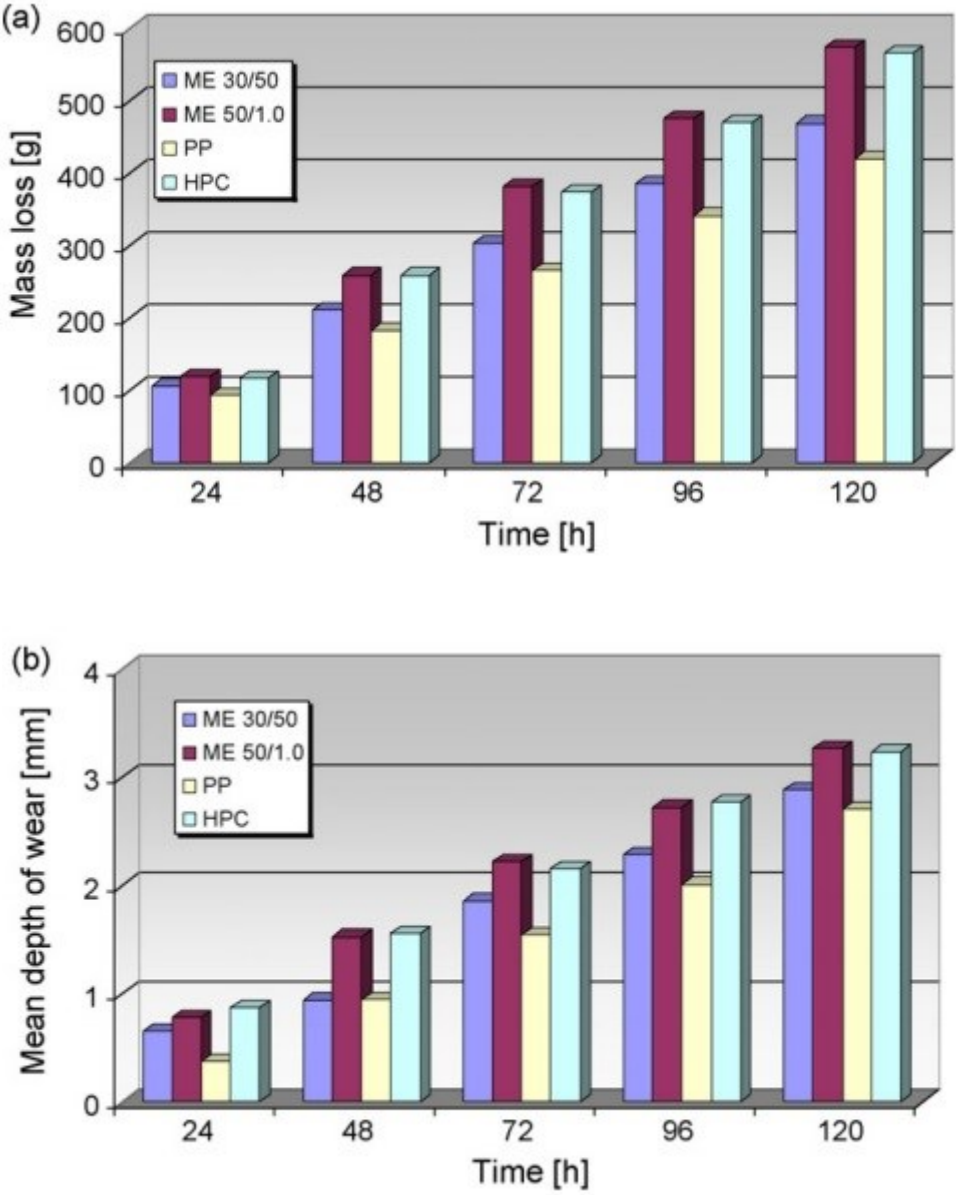 (a)
600
500
400
300
200
100
0
Mass loss [g]
ME 30/50
ME 50/1.0
PP
HPC
24 48 72 96 120
Time [h]
(b)
4
3
2
1
0
Mean depth of wear [mm]
ME 30/50
ME 50/1.0
PP
HPC
24 48 72 96 120
Time [h]